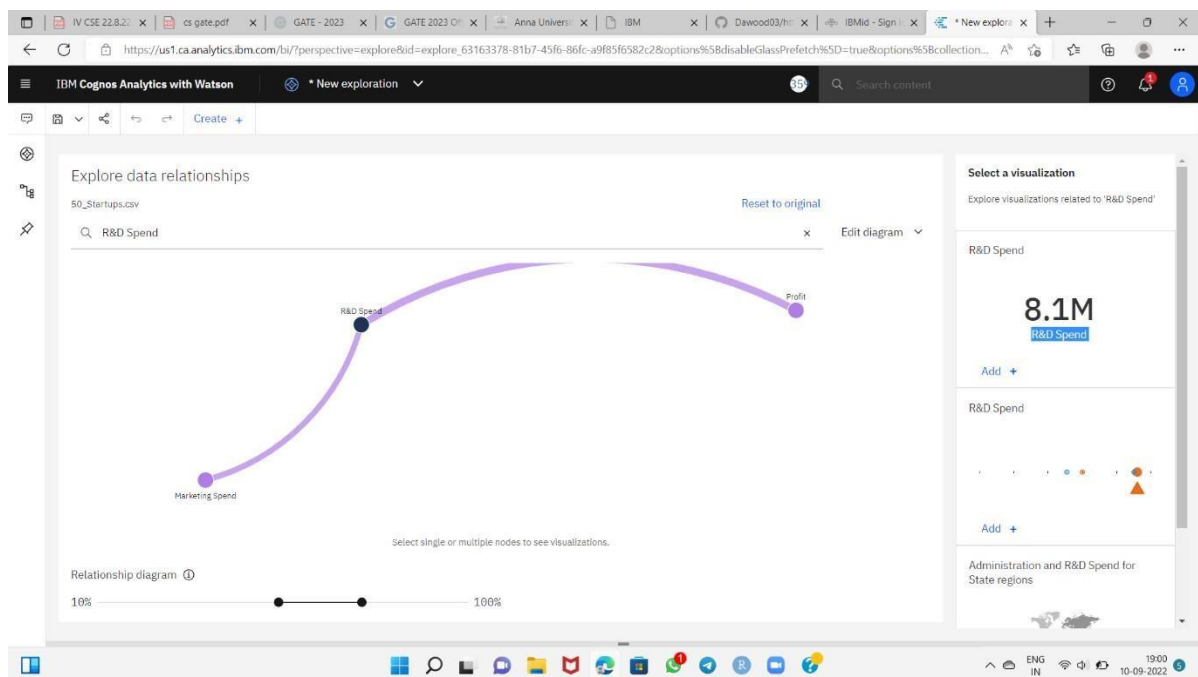 IV CSE 22.8.22
cs gate.pdf
GATE - 2023
GATE 2023 Of
Anna Universi
IBM
Dawood03/ht
IBMid - Sign i
* New explora
https://us1.ca.analytics.ibm.com/bi/?perspective=explore&id=explore_63163378-81b7-45f6-86fc-a9f85f6582c2&options%5BdisableGlassPrefetch%5D=true&options%5Bcollection...
IBM Cognos Analytics with Watson
* New exploration
Search content
1
Create +
Explore data relationships
50_Startups.csv
Reset to original
R&D Spend
Edit diagram
R&D Spend
Profit
Marketing Spend
Select single or multiple nodes to see visualizations.
Relationship diagram
10%
100%
Select a visualization
Explore visualizations related to 'R&D Spend'
R&D Spend
8.1M
R&D Spend
Add +
R&D Spend
Add +
Administration and R&D Spend for
State regions
1
ENG
IN
19:00
10-09-2022